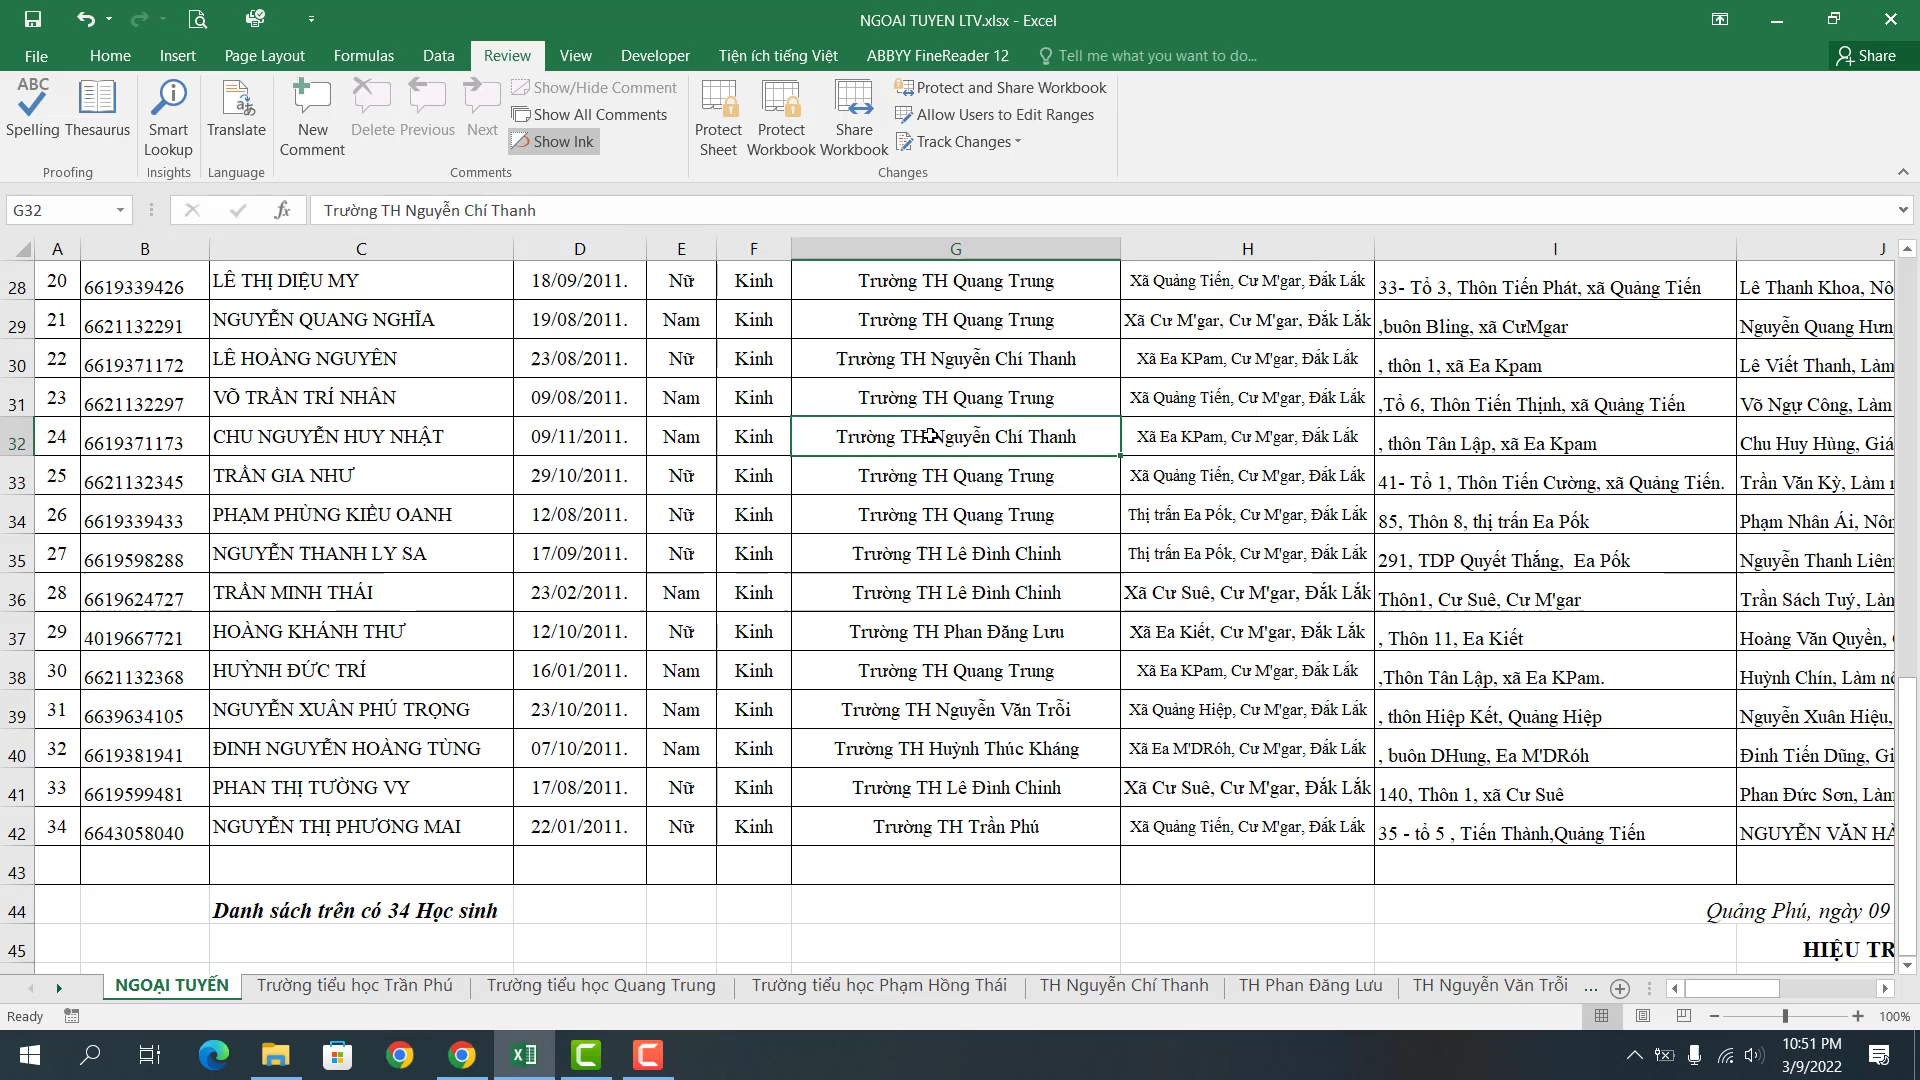 NGOAI TUYEN LTV.xlsx - Excel
File Home Insert Page Layout Formulas Data Review View Developer Tiện ích tiếng Việt ABBYY FineReader 12 Tell me what you want to do... Share
ABC
Spelling Thesaurus Smart Lookup Translate New Comment Delete Previous Next
Show/Hide Comment
Show All Comments
Show Ink
Protect Sheet Protect Workbook Share Workbook
Protect and Share Workbook
Allow Users to Edit Ranges
Track Changes
Proofing Insights Language Comments Changes
G32 fx Trường TH Nguyễn Chí Thanh
A B C D E F G H I J
28 20 6619339426 LÊ THỊ DIỆU MY 18/09/2011. Nữ Kinh Trường TH Quang Trung Xã Quảng Tiến, Cư M'gar, Đắk Lắk 33- Tổ 3, Thôn Tiến Phát, xã Quảng Tiến Lê Thanh Khoa, Nô
29 21 6621132291 NGUYỄN QUANG NGHĨA 19/08/2011. Nam Kinh Trường TH Quang Trung Xã Cư M'gar, Cư M'gar, Đắk Lắk ,buôn Bling, xã CưMgar Nguyễn Quang Hưn
30 22 6619371172 LÊ HOÀNG NGUYÊN 23/08/2011. Nữ Kinh Trường TH Nguyễn Chí Thanh Xã Ea KPam, Cư M'gar, Đắk Lắk , thôn 1, xã Ea Kpam Lê Viết Thanh, Làm
31 23 6621132297 VÕ TRẦN TRÍ NHÂN 09/08/2011. Nam Kinh Trường TH Quang Trung Xã Quảng Tiến, Cư M'gar, Đắk Lắk ,Tổ 6, Thôn Tiến Thịnh, xã Quảng Tiến Võ Ngự Công, Làm
32 24 6619371173 CHU NGUYỄN HUY NHẬT 09/11/2011. Nam Kinh Trường TH Nguyễn Chí Thanh Xã Ea KPam, Cư M'gar, Đắk Lắk , thôn Tân Lập, xã Ea Kpam Chu Huy Hùng, Giá
33 25 6621132345 TRẦN GIA NHƯ 29/10/2011. Nữ Kinh Trường TH Quang Trung Xã Quảng Tiến, Cư M'gar, Đắk Lắk 41- Tổ 1, Thôn Tiến Cường, xã Quảng Tiến. Trần Văn Kỳ, Làm
34 26 6619339433 PHẠM PHÙNG KIỀU OANH 12/08/2011. Nữ Kinh Trường TH Quang Trung Thị trấn Ea Pốk, Cư M'gar, Đắk Lắk 85, Thôn 8, thị trấn Ea Pốk Phạm Nhân Ái, Nôn
35 27 6619598288 NGUYỄN THANH LY SA 17/09/2011. Nữ Kinh Trường TH Lê Đình Chinh Thị trấn Ea Pốk, Cư M'gar, Đắk Lắk 291, TDP Quyết Thắng, Ea Pốk Nguyễn Thanh Liêm
36 28 6619624727 TRẦN MINH THÁI 23/02/2011. Nam Kinh Trường TH Lê Đình Chinh Xã Cư Suê, Cư M'gar, Đắk Lắk Thôn1, Cư Suê, Cư M'gar Trần Sách Tuý, Làn
37 29 4019667721 HOÀNG KHÁNH THƯ 12/10/2011. Nữ Kinh Trường TH Phan Đăng Lưu Xã Ea Kiết, Cư M'gar, Đắk Lắk , Thôn 11, Ea Kiết Hoàng Văn Quyền,
38 30 6621132368 HUỲNH ĐỨC TRÍ 16/01/2011. Nam Kinh Trường TH Quang Trung Xã Ea KPam, Cư M'gar, Đắk Lắk ,Thôn Tân Lập, xã Ea KPam. Huỳnh Chín, Làm
39 31 6639634105 NGUYỄN XUÂN PHÚ TRỌNG 23/10/2011. Nam Kinh Trường TH Nguyễn Văn Trỗi Xã Quảng Hiệp, Cư M'gar, Đắk Lắk , thôn Hiệp Kết, Quảng Hiệp Nguyễn Xuân Hiệu,
40 32 6619381941 ĐINH NGUYỄN HOÀNG TÙNG 07/10/2011. Nam Kinh Trường TH Huỳnh Thúc Kháng Xã Ea M'DRóh, Cư M'gar, Đắk Lắk , buôn DHung, Ea M'DRóh Đinh Tiến Dũng, Gi
41 33 6619599481 PHAN THỊ TƯỜNG VY 17/08/2011. Nữ Kinh Trường TH Lê Đình Chinh Xã Cư Suê, Cư M'gar, Đắk Lắk 140, Thôn 1, xã Cư Suê Phan Đức Sơn, Làm
42 34 6643058040 NGUYỄN THỊ PHƯƠNG MAI 22/01/2011. Nữ Kinh Trường TH Trần Phú Xã Quảng Tiến, Cư M'gar, Đắk Lắk 35 - tổ 5 , Tiến Thành,Quảng Tiến NGUYỄN VĂN HÀ
43
44 Danh sách trên có 34 Học sinh Quảng Phú, ngày 09
45 HIỆU TR
NGOẠI TUYẾN Trường tiểu học Trần Phú Trường tiểu học Quang Trung Trường tiểu học Phạm Hồng Thái TH Nguyễn Chí Thanh TH Phan Đăng Lưu TH Nguyễn Văn Trỗi ...
Ready 100%
10:51 PM
3/9/2022